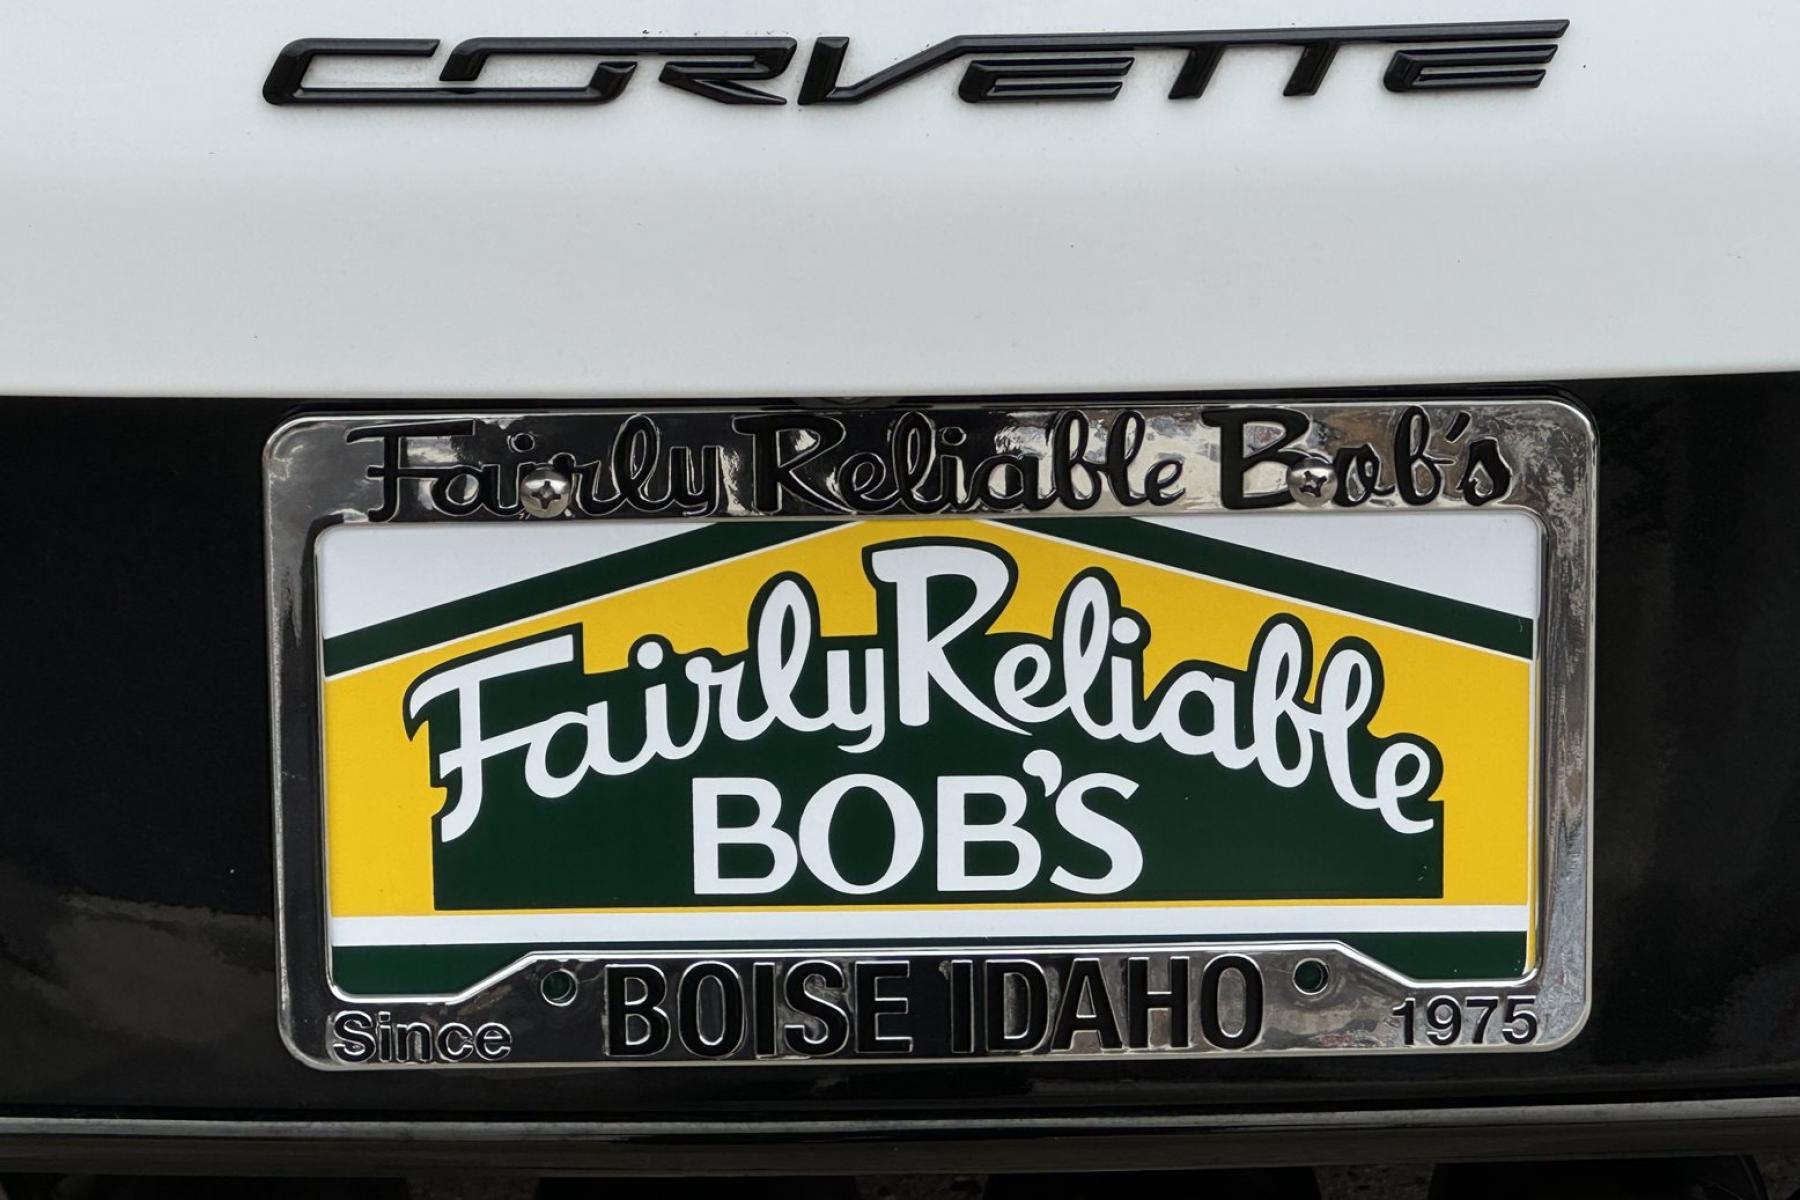 CORVETTE
Fairly Reliable Bob's
Fairly Reliable
BOB'S
BOISE IDAHO
Since 1975